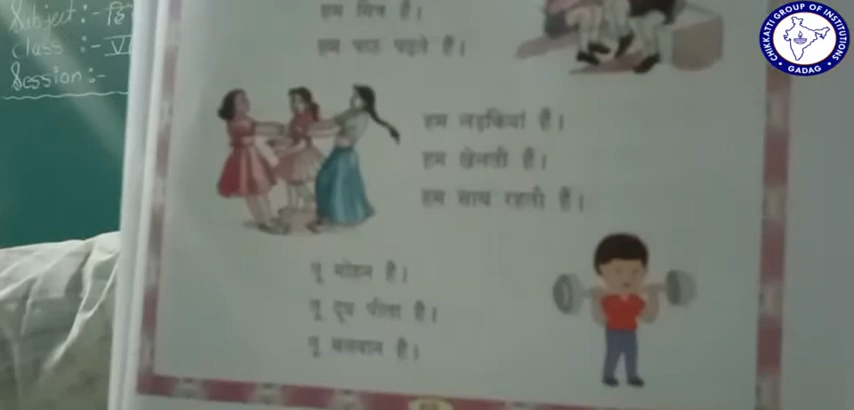 Subject:- हि
Class :- VI
Session:-
हम मित्र हैं।
हम पाठ पढ़ते हैं।
हम लड़कियां हैं।
हम खेलती हैं।
हम साथ रहती हैं।
तू मोहन है।
तू दूध पीता है।
तू बलवान है।
CHIKKATTI GROUP OF INSTITUTIONS
GADAG